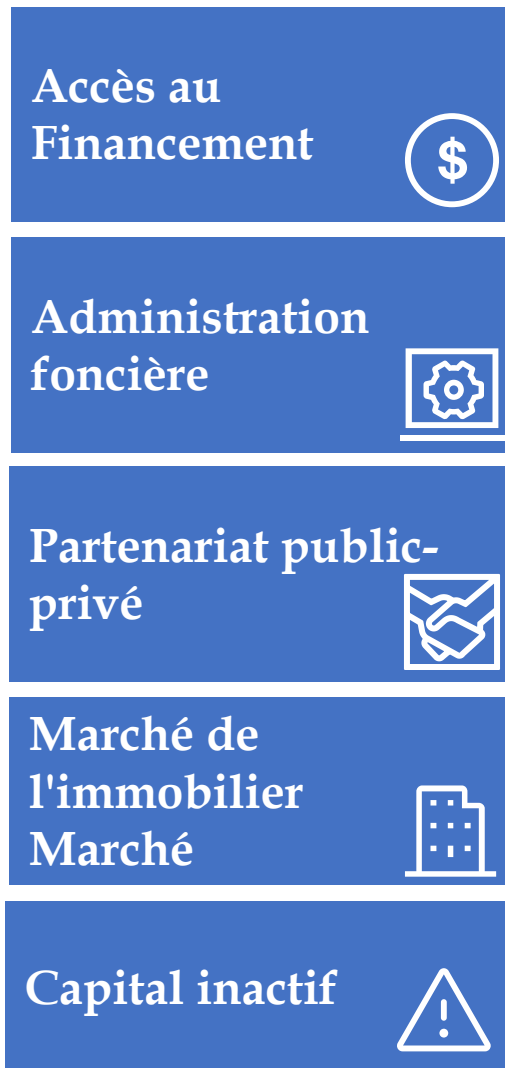 Accès au
Financement
$
Administration
foncière
Partenariat public-
privé
Marché de
l'immobilier
Marché
Capital inactif